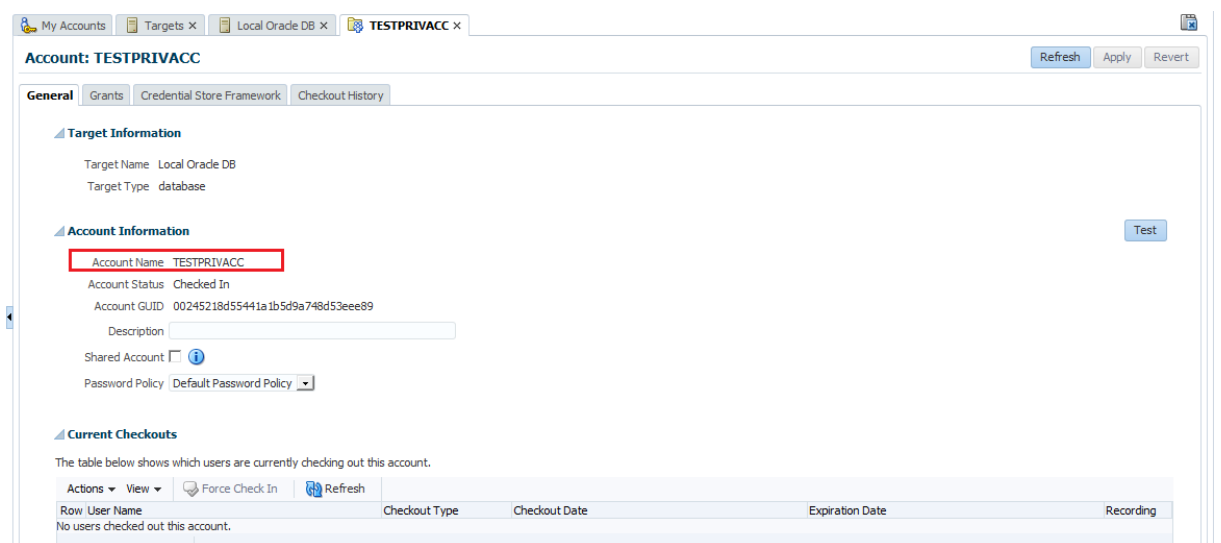 My Accounts Targets × Local Oracle DB × TESTPRIVACC ×
Account: TESTPRIVACC Refresh Apply Revert
General Grants Credential Store Framework Checkout History
Target Information
Target Name Local Oracle DB
Target Type database
Account Information Test
Account Name TESTPRIVACC
Account Status Checked In
Account GUID 00245218d55441a1b5d9a748d53eee89
Description
Shared Account
Password Policy Default Password Policy
Current Checkouts
The table below shows which users are currently checking out this account.
Actions View Force Check In Refresh
Row User Name Checkout Type Checkout Date Expiration Date Recording
No users checked out this account.